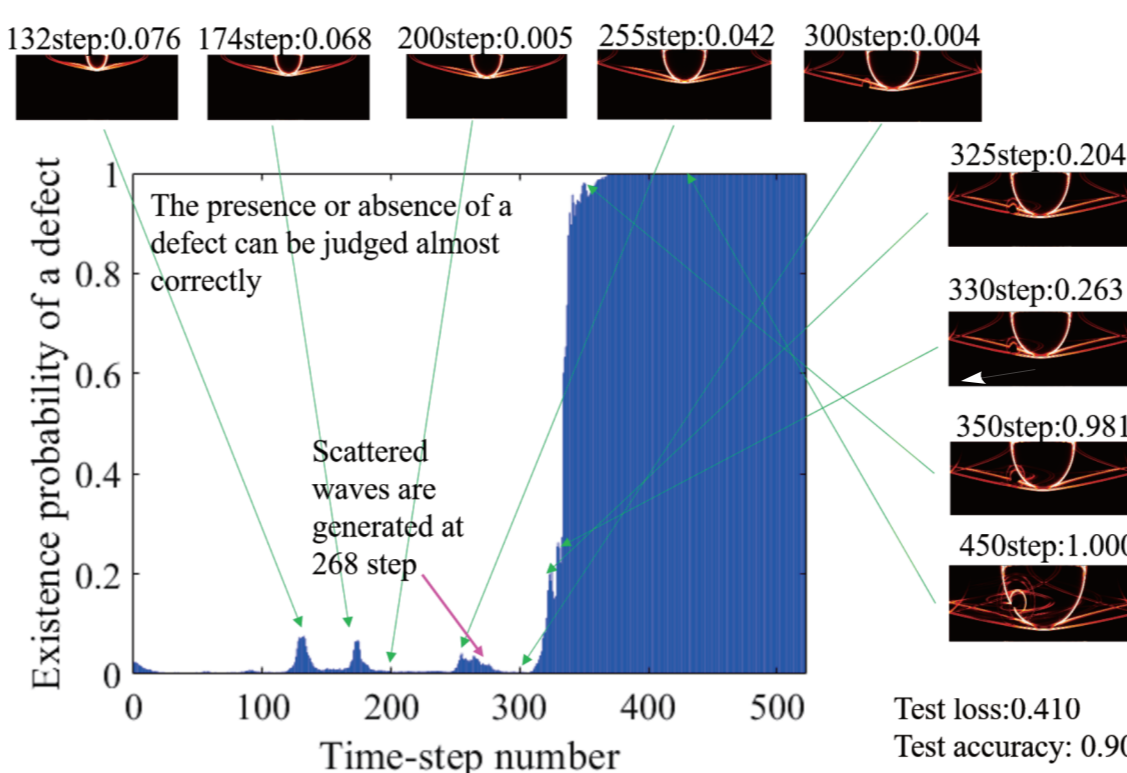 132step:0.076 174step:0.068 200step:0.005 255step:0.042 300step:0.004
325step:0.204
330step:0.263
350step:0.981
450step:1.000
The presence or absence of a
defect can be judged almost
correctly
Scattered
waves are
generated at
268 step
Existence probability of a defect
1
0.8
0.6
0.4
0.2
0
0 100 200 300 400 500
Time-step number
Test loss:0.410
Test accuracy: 0.90